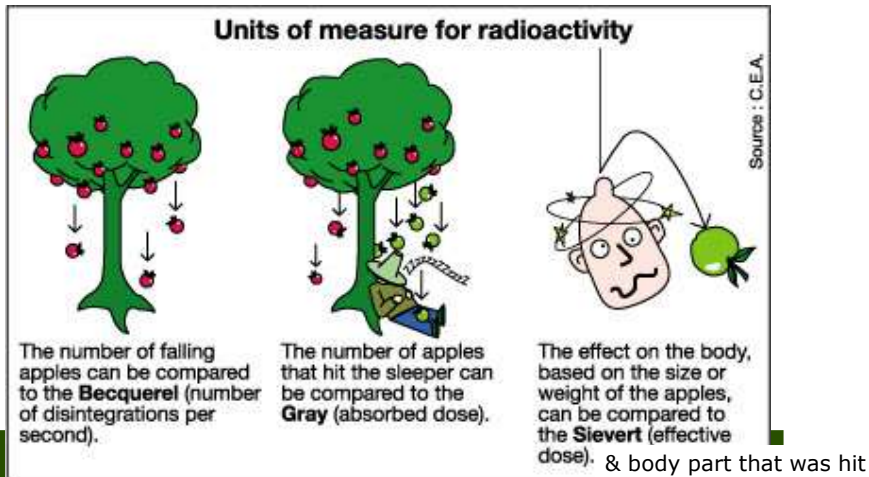 Units of measure for radioactivity
Source : C.E.A.
ZZzzzzZZzzzZ
The number of falling
apples can be compared
to the Becquerel (number
of disintegrations per
second).
The number of apples
that hit the sleeper can
be compared to the
Gray (absorbed dose).
The effect on the body,
based on the size or
weight of the apples,
can be compared to
the Sievert (effective
dose). & body part that was hit